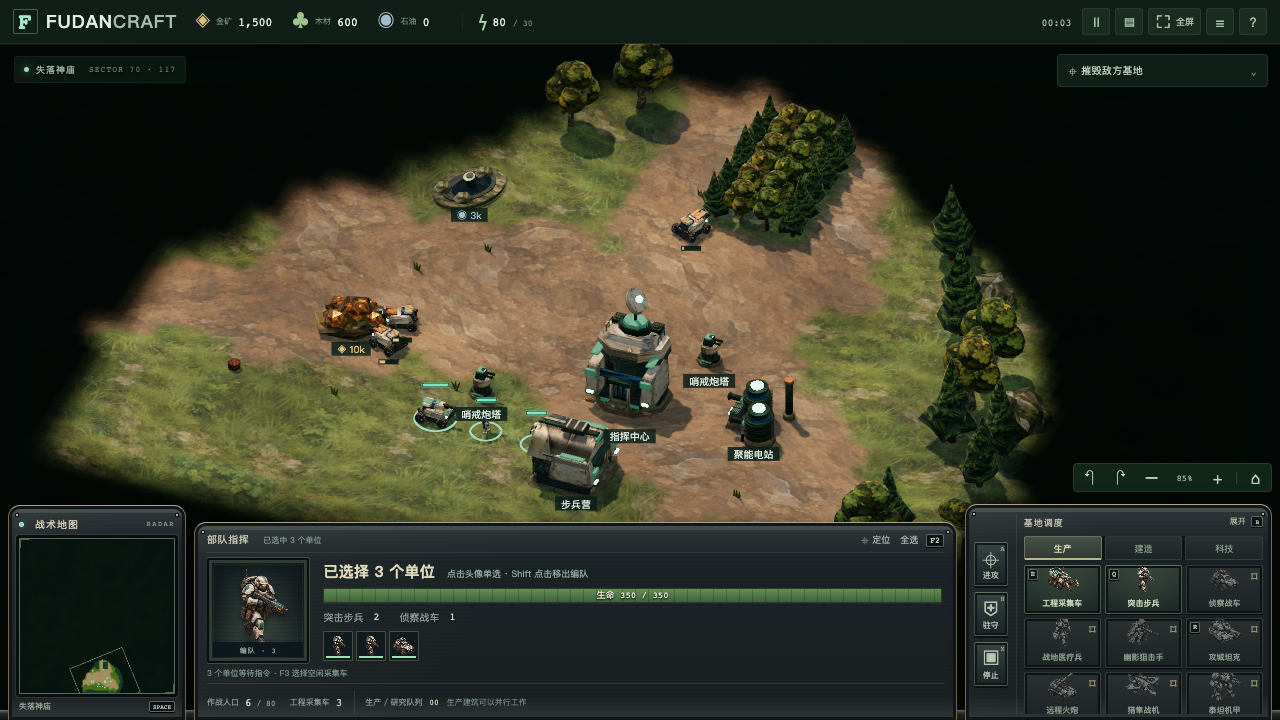 F FUDANCRAFT 金矿 1,500 木材 600 石油 0 80 / 30 00:03 全屏 ?
失落神庙 SECTOR 70 · 117
摧毁敌方基地
3k
10k
哨戒炮塔
哨戒炮塔
指挥中心
聚能电站
步兵营
85%
战术地图 RADAR
失落神庙 SPACE
部队指挥 已选中 3 个单位 定位 全选 F2
已选择 3 个单位 点击头像单选 · Shift 点击移出编队
生命 350 / 350
突击步兵 2 侦察战车 1
编队 · 3
3 个单位等待指令 · F3 选择空闲采集车
作战人口 6 / 80 工程采集车 3 生产 / 研究队列 00 生产建筑可以并行工作
基地调度 展开 B
生产 建造 科技
A 进攻
H 驻守
X 停止
E 工程采集车
Q 突击步兵
侦察战车
战地医疗兵
幽影狙击手
R 攻城坦克
远程火炮
猎隼战机
泰坦机甲